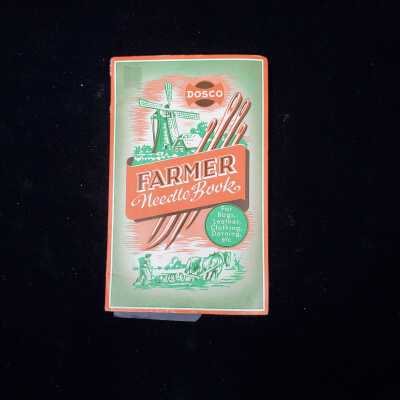 DOSCO
FARMER
Needle Book
For
Bags,
Leather,
Clothing,
Darning,
etc.